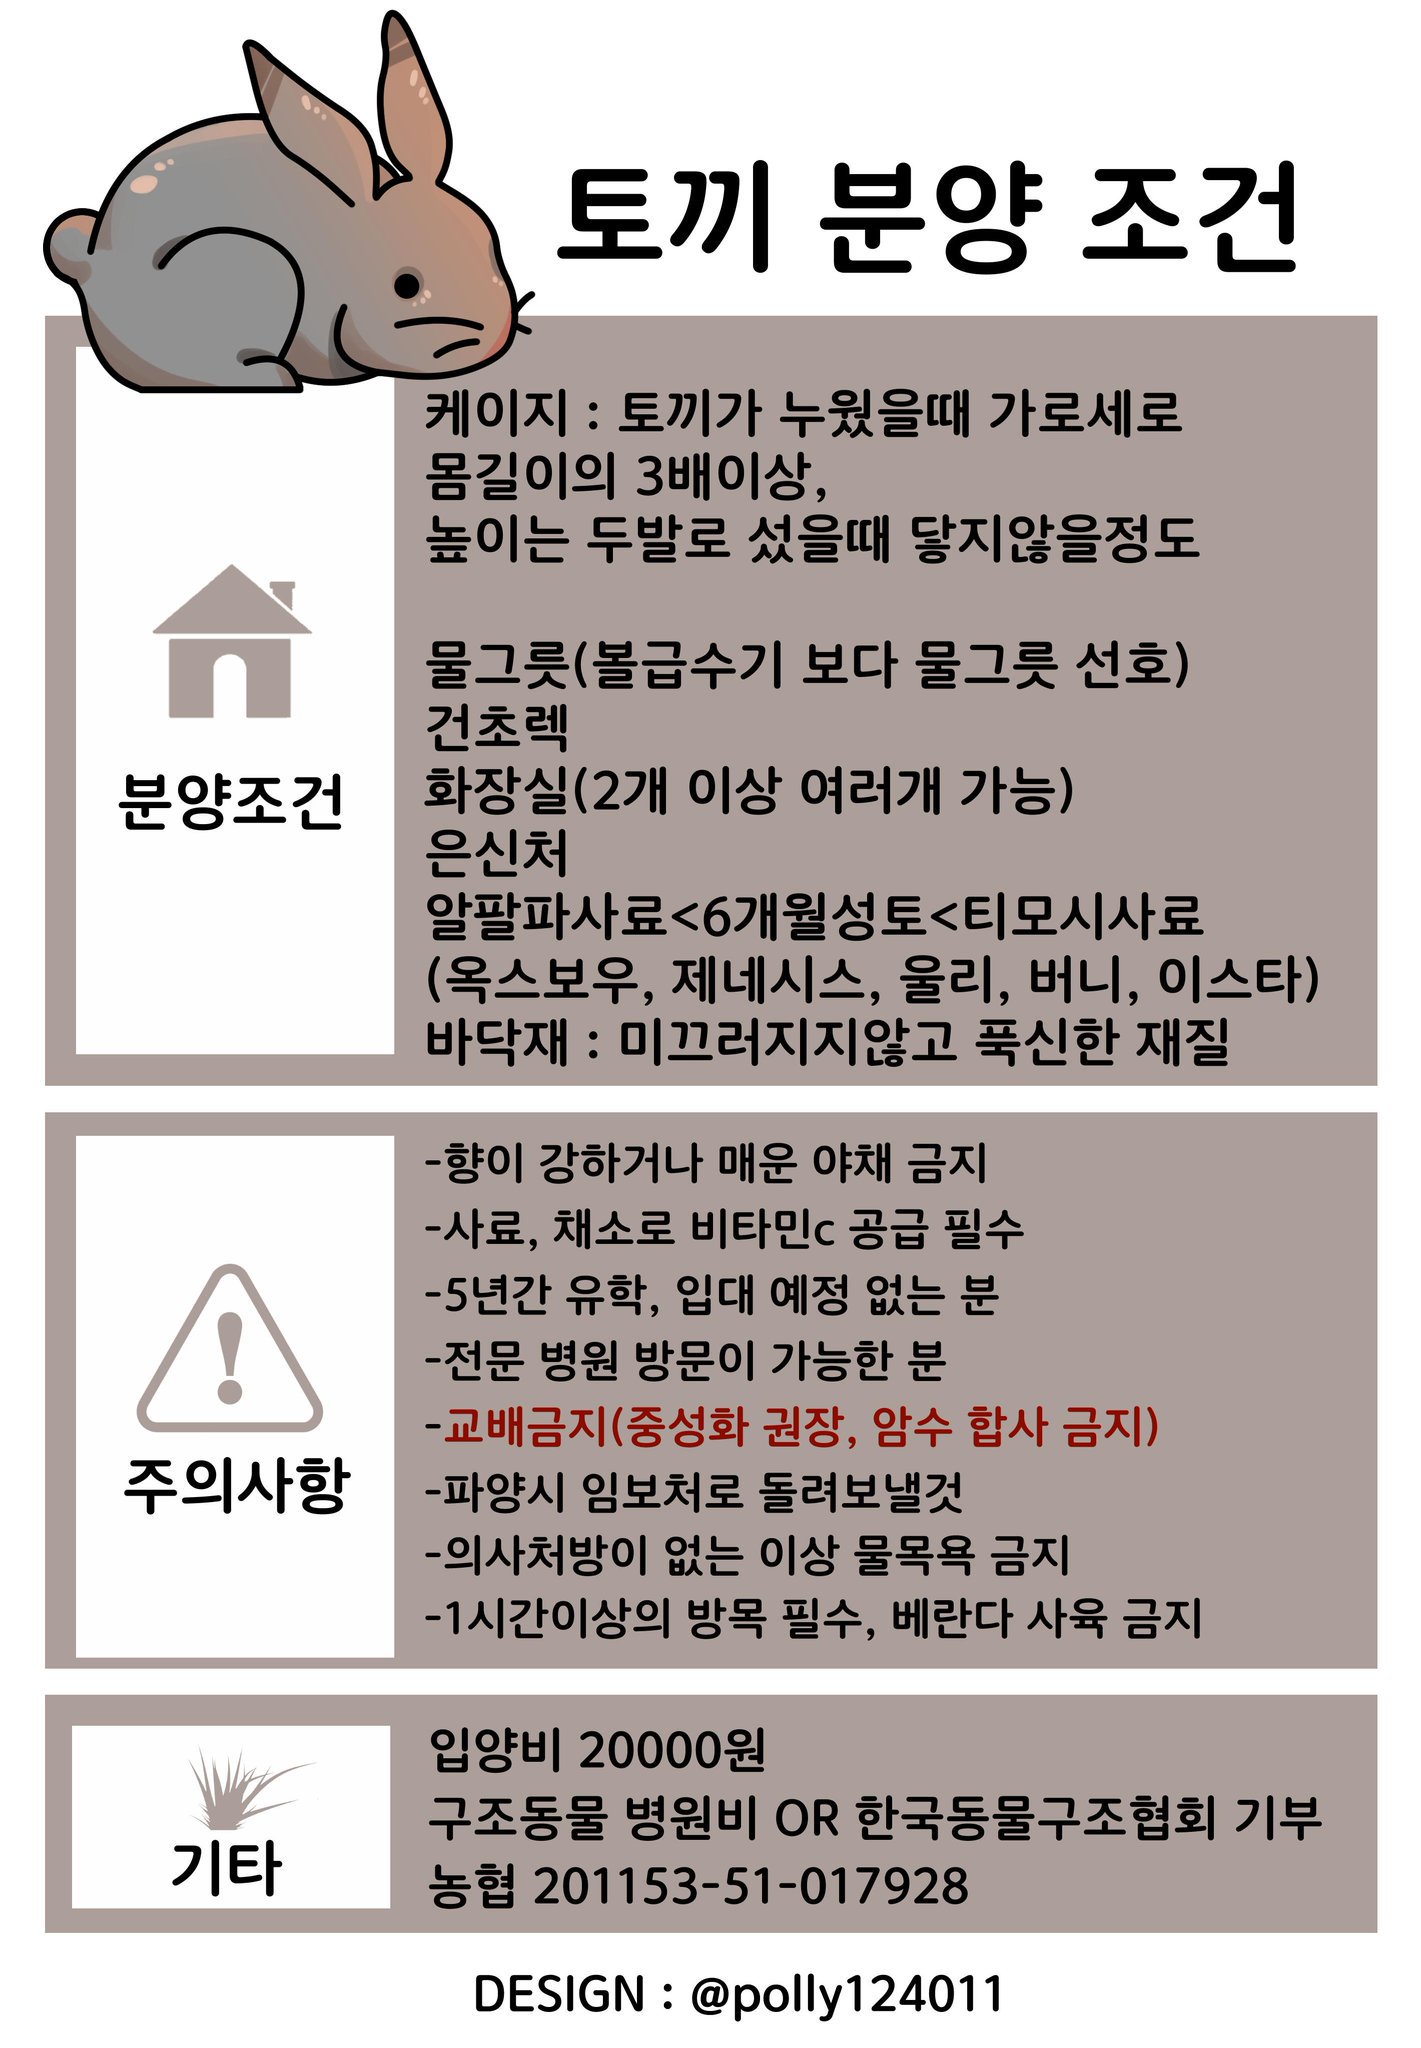 토끼 분양 조건
케이지 : 토끼가 누웠을때 가로세로
몸길이의 3배이상,
높이는 두발로 섰을때 닿지않을정도
물그릇(볼급수기 보다 물그릇 선호)
건초렉
화장실(2개 이상 여러개 가능)
은신처
알팔파사료<6개월성토<티모시사료
(옥스보우, 제네시스, 울리, 버니, 이스타)
바닥재 : 미끄러지지않고 푹신한 재질
분양조건
-향이 강하거나 매운 야채 금지
-사료, 채소로 비타민c 공급 필수
-5년간 유학, 입대 예정 없는 분
-전문 병원 방문이 가능한 분
-교배금지(중성화 권장, 암수 합사 금지)
-파양시 임보처로 돌려보낼것
-의사처방이 없는 이상 물목욕 금지
-1시간이상의 방목 필수, 베란다 사육 금지
주의사항
입양비 20000원
구조동물 병원비 OR 한국동물구조협회 기부
농협 201153-51-017928
기타
DESIGN : @polly124011